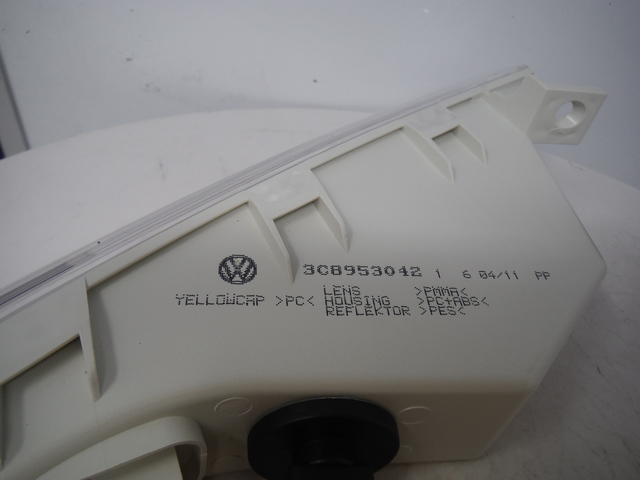 3C8953042 1 6 04/11 PP
LENS >PMMA<
YELLOWCAP >PC< HOUSING >PC+ABS<
REFLEKTOR >PES<